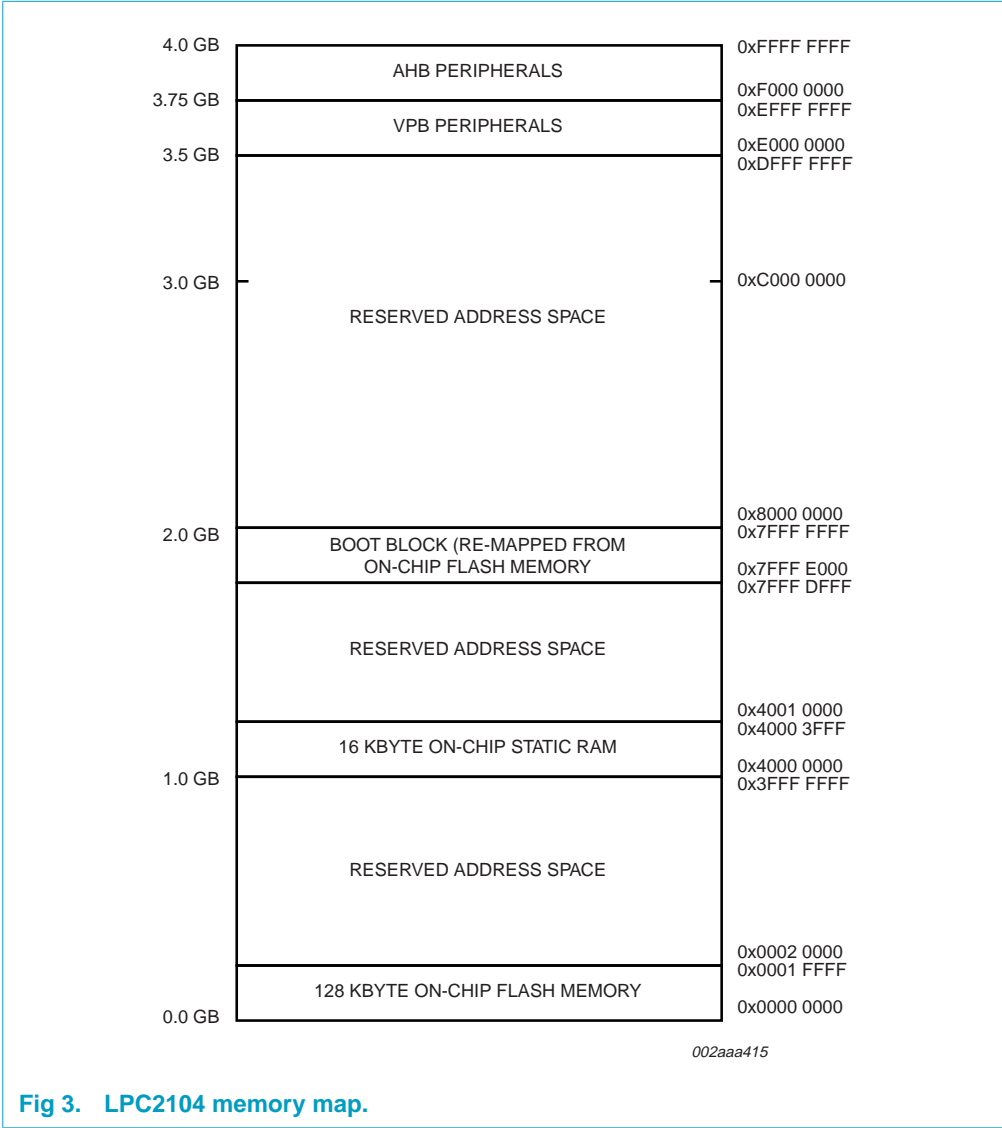 4.0 GB
0xFFFF FFFF
AHB PERIPHERALS
0xF000 0000
3.75 GB
0xEFFF FFFF
VPB PERIPHERALS
0xE000 0000
3.5 GB
0xDFFF FFFF
3.0 GB
0xC000 0000
RESERVED ADDRESS SPACE
0x8000 0000
2.0 GB
0x7FFF FFFF
BOOT BLOCK (RE-MAPPED FROM
ON-CHIP FLASH MEMORY
0x7FFF E000
0x7FFF DFFF
RESERVED ADDRESS SPACE
0x4001 0000
0x4000 3FFF
16 KBYTE ON-CHIP STATIC RAM
0x4000 0000
1.0 GB
0x3FFF FFFF
RESERVED ADDRESS SPACE
0x0002 0000
0x0001 FFFF
128 KBYTE ON-CHIP FLASH MEMORY
0x0000 0000
0.0 GB
002aaa415
Fig 3. LPC2104 memory map.